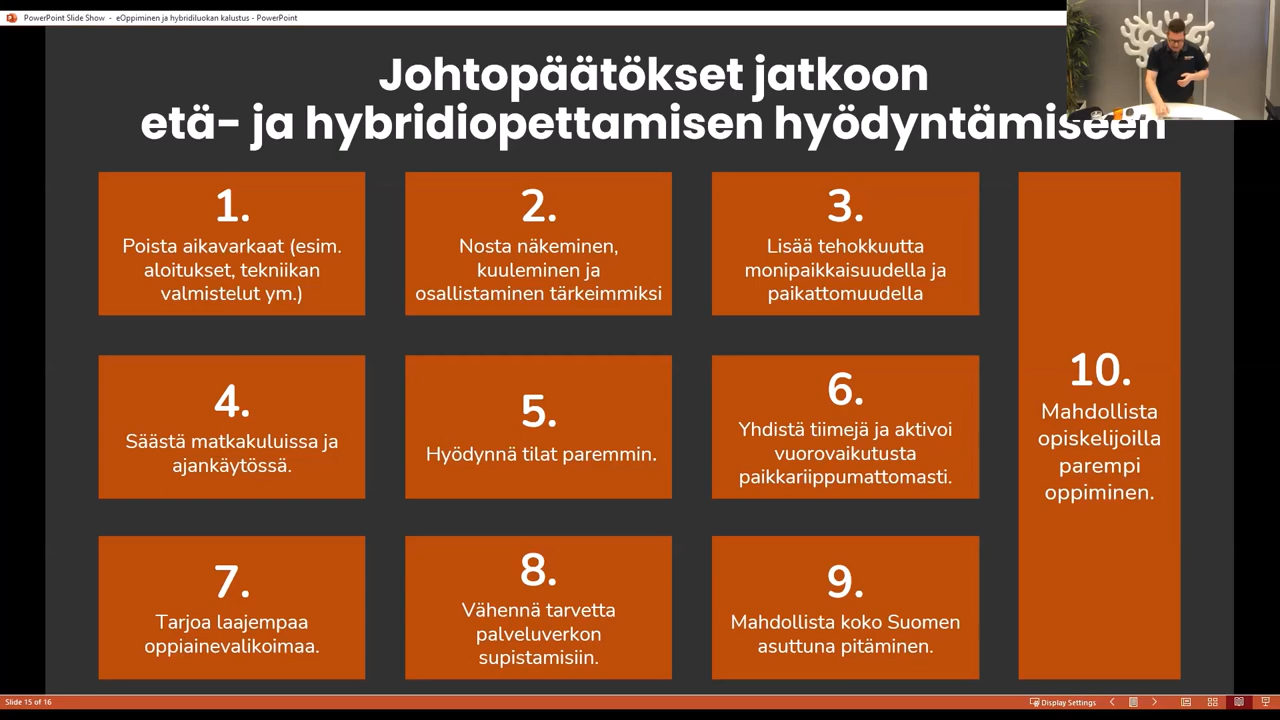 PowerPoint Slide Show - eOppiminen ja hybridiluokan kalustus - PowerPoint
Johtopäätökset jatkoon
etä- ja hybridiopettamisen hyödyntämiseen
1.
Poista aikavarkaat (esim.
aloitukset, tekniikan
valmistelut ym.)
2.
Nosta näkeminen,
kuuleminen ja
osallistaminen tärkeimmiksi
3.
Lisää tehokkuutta
monipaikkaisuudella ja
paikattomuudella
4.
Säästä matkakuluissa ja
ajankäytössä.
5.
Hyödynnä tilat paremmin.
6.
Yhdistä tiimejä ja aktivoi
vuorovaikutusta
paikkariippumattomasti.
7.
Tarjoa laajempaa
oppiainevalikoimaa.
8.
Vähennä tarvetta
palveluverkon
supistamisiin.
9.
Mahdollista koko Suomen
asuttuna pitäminen.
10.
Mahdollista
opiskelijoilla
parempi
oppiminen.
Slide 15 of 16
Display Settings